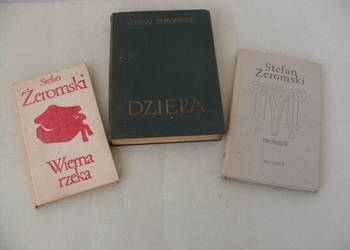 Stefan
Żeromski
Wierna
rzeka
STEFAN ŻEROMSKI
DZIEŁA
Stefan
Żeromski